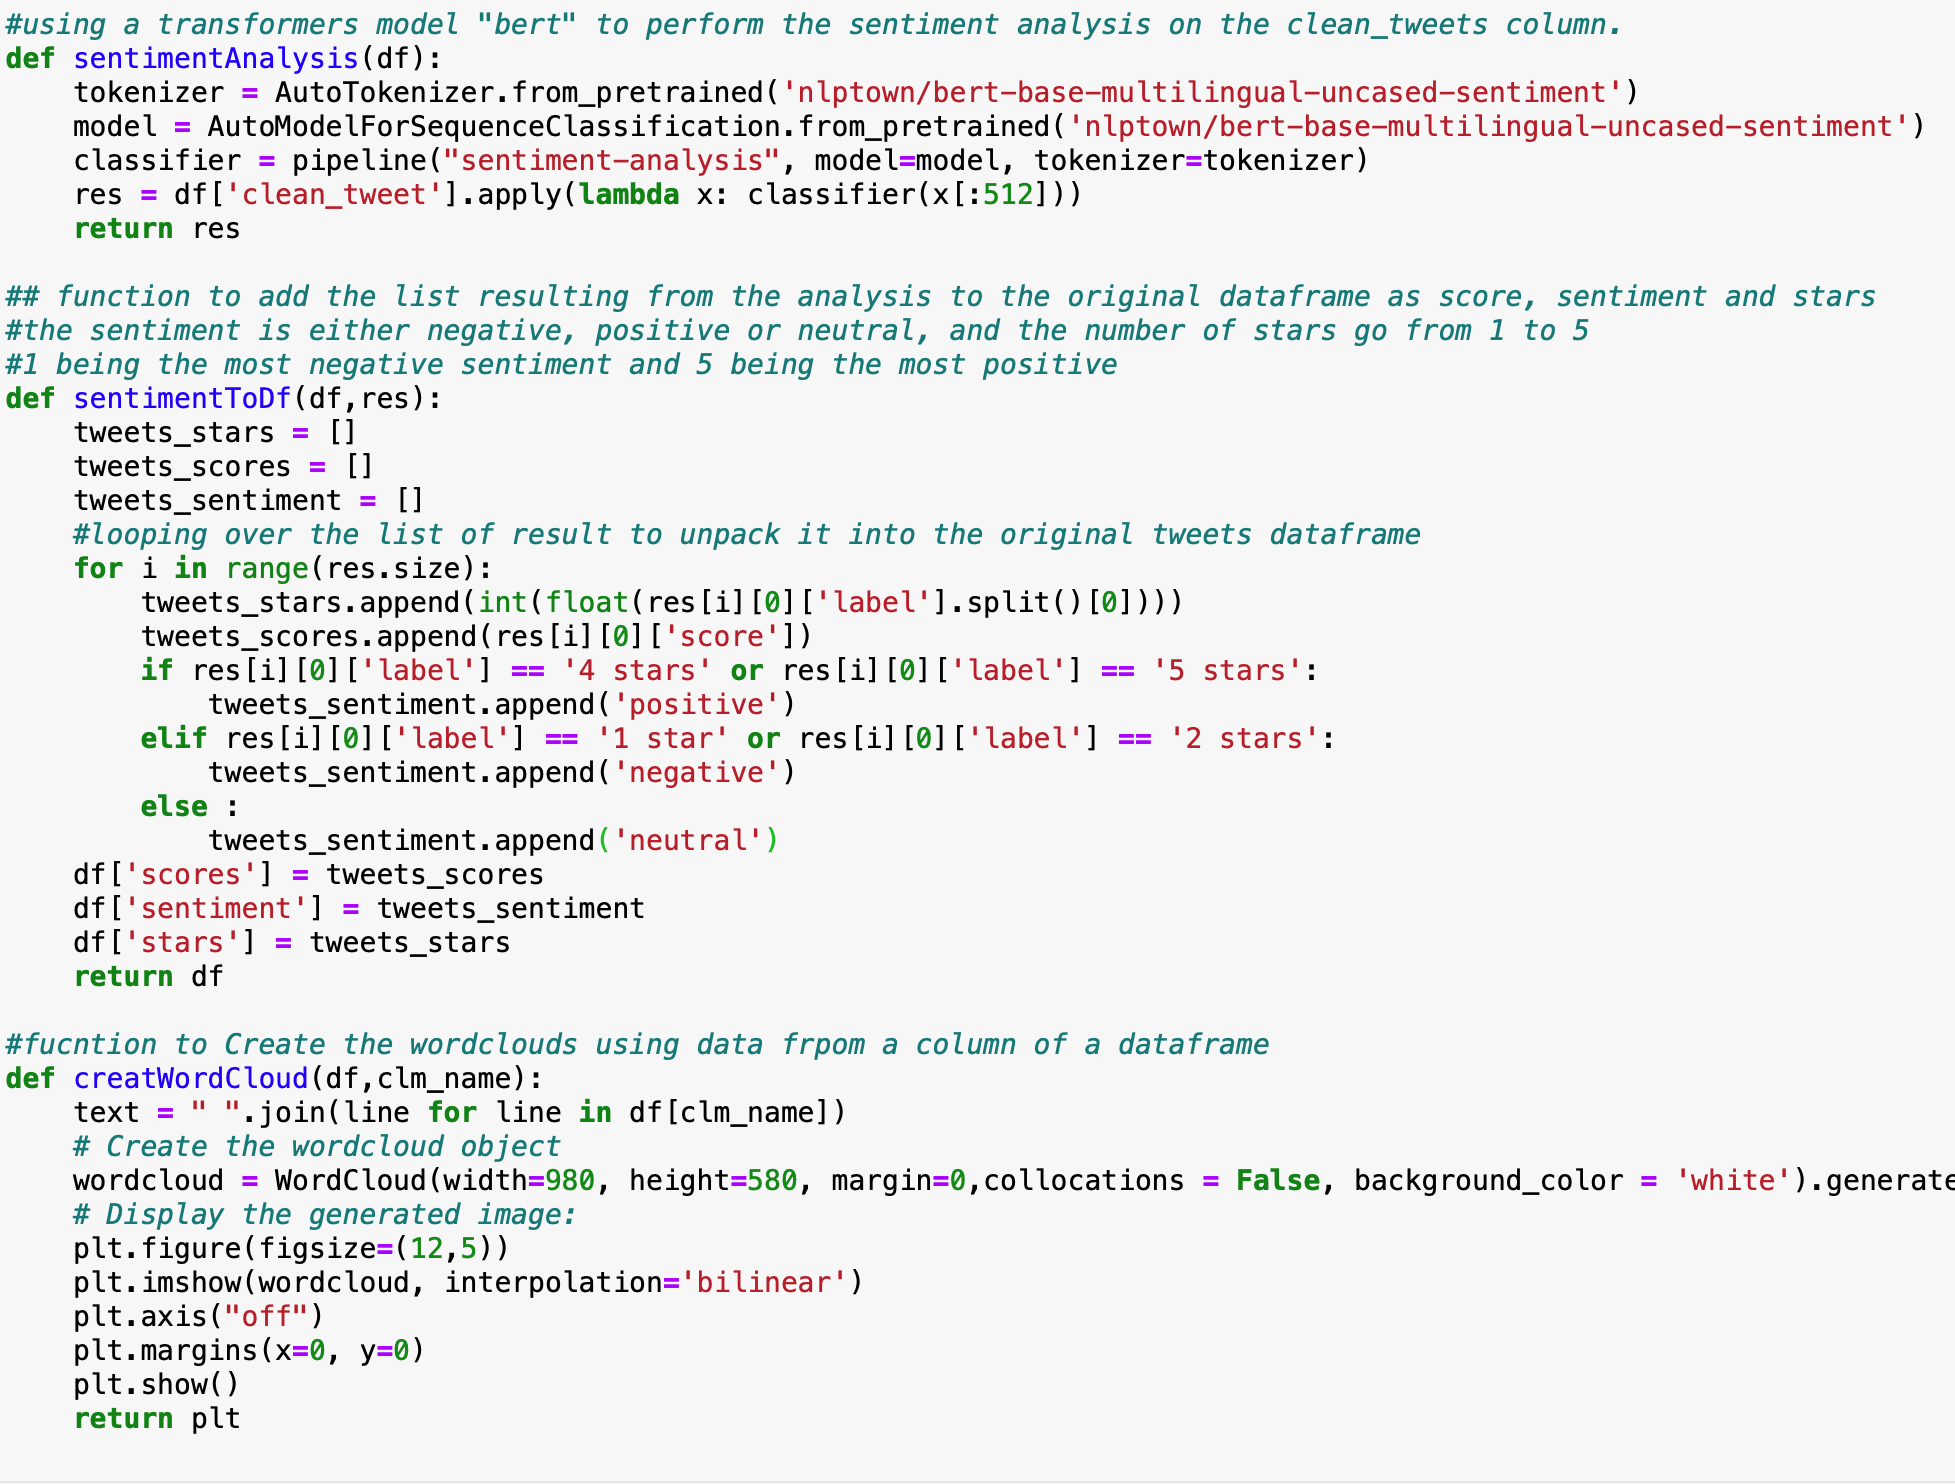 #using a transformers model "bert" to perform the sentiment analysis on the clean_tweets column.
def sentimentAnalysis(df):
    tokenizer = AutoTokenizer.from_pretrained('nlptown/bert-base-multilingual-uncased-sentiment')
    model = AutoModelForSequenceClassification.from_pretrained('nlptown/bert-base-multilingual-uncased-sentiment')
    classifier = pipeline("sentiment-analysis", model=model, tokenizer=tokenizer)
    res = df['clean_tweet'].apply(lambda x: classifier(x[:512]))
    return res

## function to add the list resulting from the analysis to the original dataframe as score, sentiment and stars
#the sentiment is either negative, positive or neutral, and the number of stars go from 1 to 5
#1 being the most negative sentiment and 5 being the most positive
def sentimentToDf(df,res):
    tweets_stars = []
    tweets_scores = []
    tweets_sentiment = []
    #looping over the list of result to unpack it into the original tweets dataframe
    for i in range(res.size):
        tweets_stars.append(int(float(res[i][0]['label'].split()[0])))
        tweets_scores.append(res[i][0]['score'])
        if res[i][0]['label'] == '4 stars' or res[i][0]['label'] == '5 stars':
            tweets_sentiment.append('positive')
        elif res[i][0]['label'] == '1 star' or res[i][0]['label'] == '2 stars':
            tweets_sentiment.append('negative')
        else :
            tweets_sentiment.append('neutral')
    df['scores'] = tweets_scores
    df['sentiment'] = tweets_sentiment
    df['stars'] = tweets_stars
    return df

#fucntion to Create the wordclouds using data frpom a column of a dataframe
def creatWordCloud(df,clm_name):
    text = " ".join(line for line in df[clm_name])
    # Create the wordcloud object
    wordcloud = WordCloud(width=980, height=580, margin=0,collocations = False, background_color = 'white').generate
    # Display the generated image:
    plt.figure(figsize=(12,5))
    plt.imshow(wordcloud, interpolation='bilinear')
    plt.axis("off")
    plt.margins(x=0, y=0)
    plt.show()
    return plt